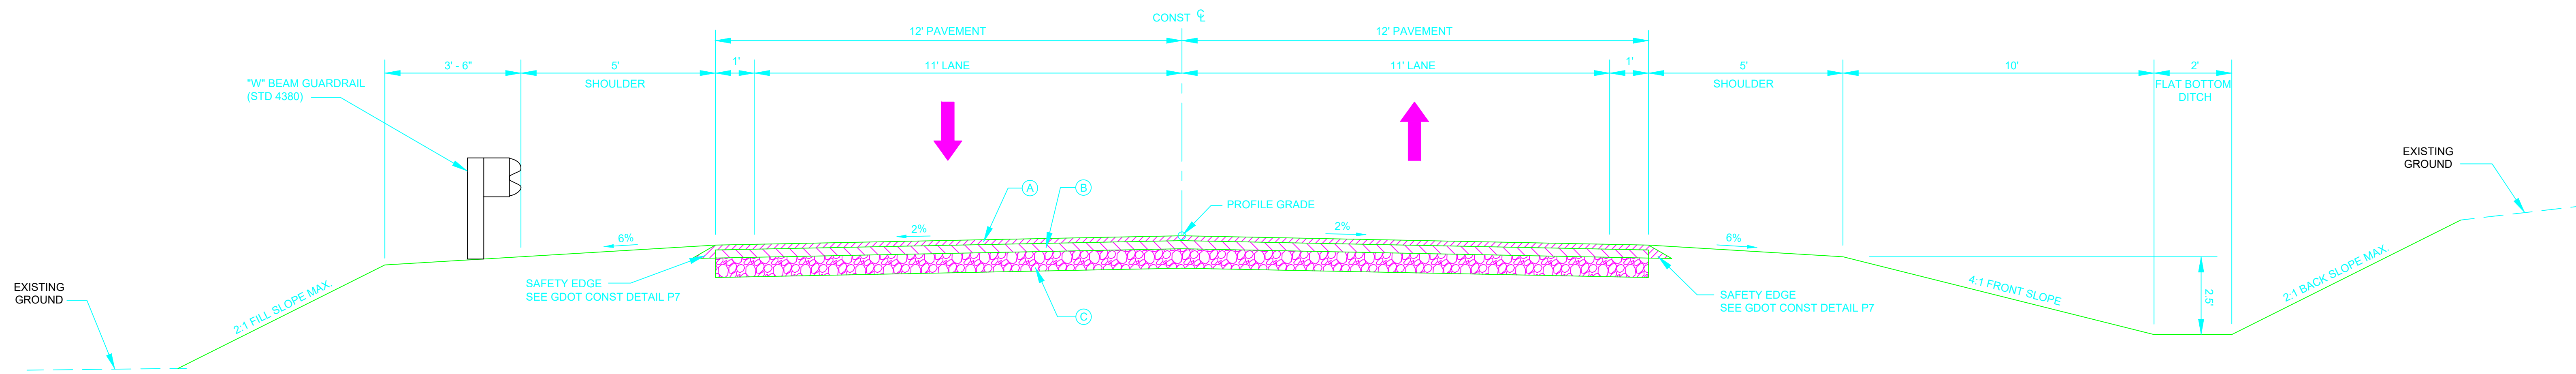 CONST ℄
12' PAVEMENT
12' PAVEMENT
3' - 6"
5'
SHOULDER
1'
11' LANE
11' LANE
1'
5'
SHOULDER
10'
2'
FLAT BOTTOM
DITCH
"W" BEAM GUARDRAIL
(STD 4380)
EXISTING
GROUND
A
B
PROFILE GRADE
6%
2%
2%
6%
EXISTING
GROUND
2:1 FILL SLOPE MAX.
SAFETY EDGE
SEE GDOT CONST DETAIL P7
C
SAFETY EDGE
SEE GDOT CONST DETAIL P7
4:1 FRONT SLOPE
2.5'
2:1 BACK SLOPE MAX.